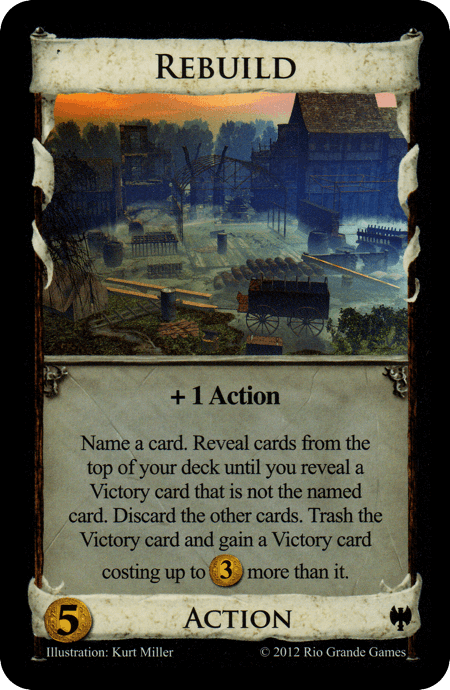 REBUILD
+ 1 Action
Name a card. Reveal cards from the
top of your deck until you reveal a
Victory card that is not the named
card. Discard the other cards. Trash the
Victory card and gain a Victory card
costing up to 3 more than it.
5 ACTION
Illustration: Kurt Miller © 2012 Rio Grande Games